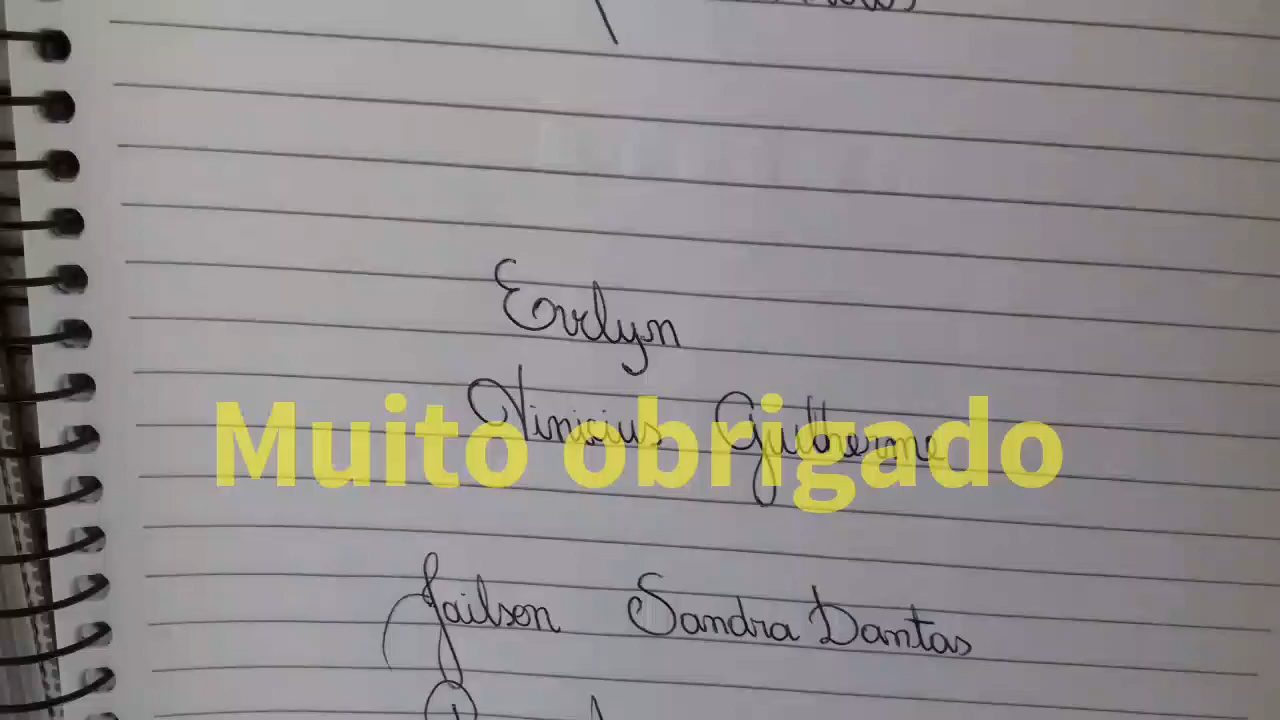 Evelyn
Vinicius Guilherme
Muito obrigado
Jailson Sandra Dantas